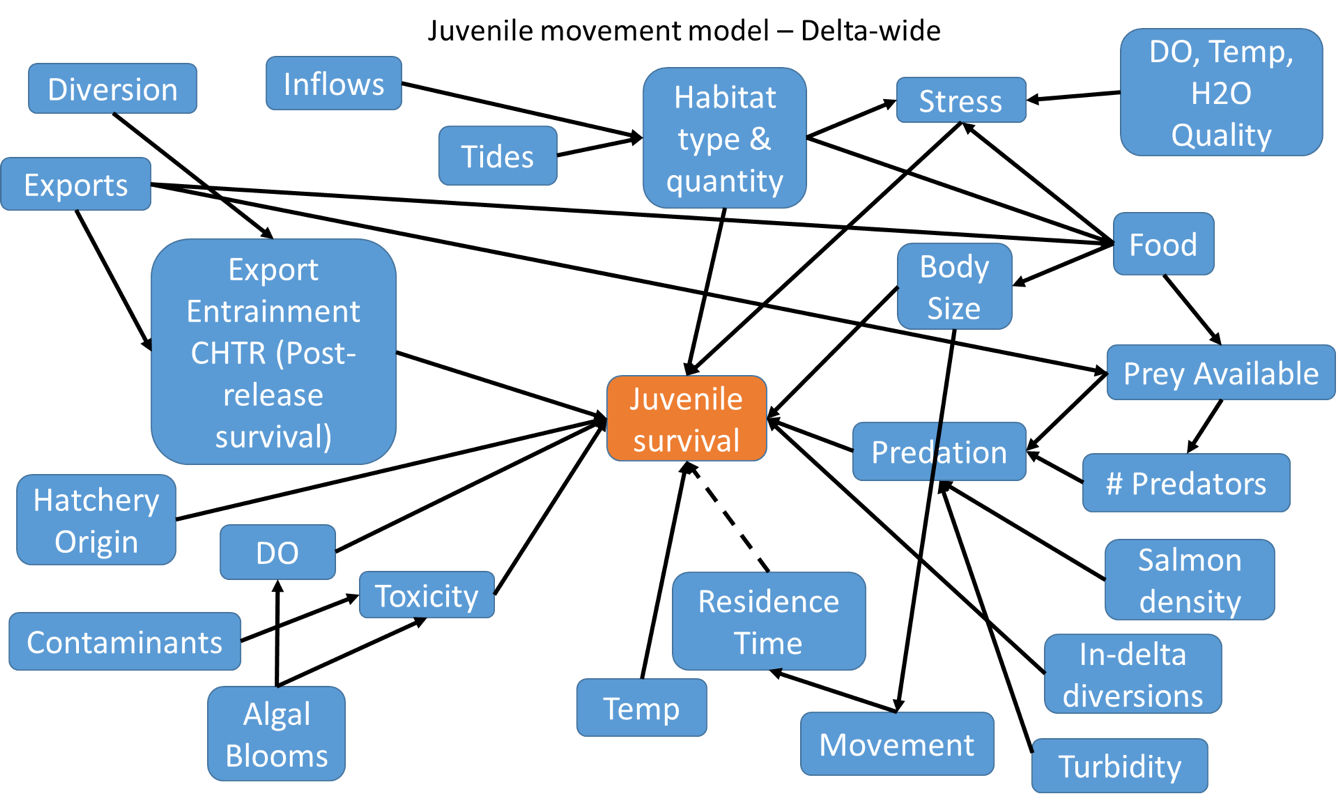 Juvenile movement model – Delta-wide
Diversion
Inflows
Tides
Habitat
type &
quantity
Stress
DO, Temp,
H2O
Quality
Exports
Food
Export
Entrainment
CHTR (Post-
release
survival)
Body
Size
Prey Available
Juvenile
survival
Predation
# Predators
Hatchery
Origin
DO
Toxicity
Salmon
density
Residence
Time
Contaminants
In-delta
diversions
Algal
Blooms
Temp
Movement
Turbidity